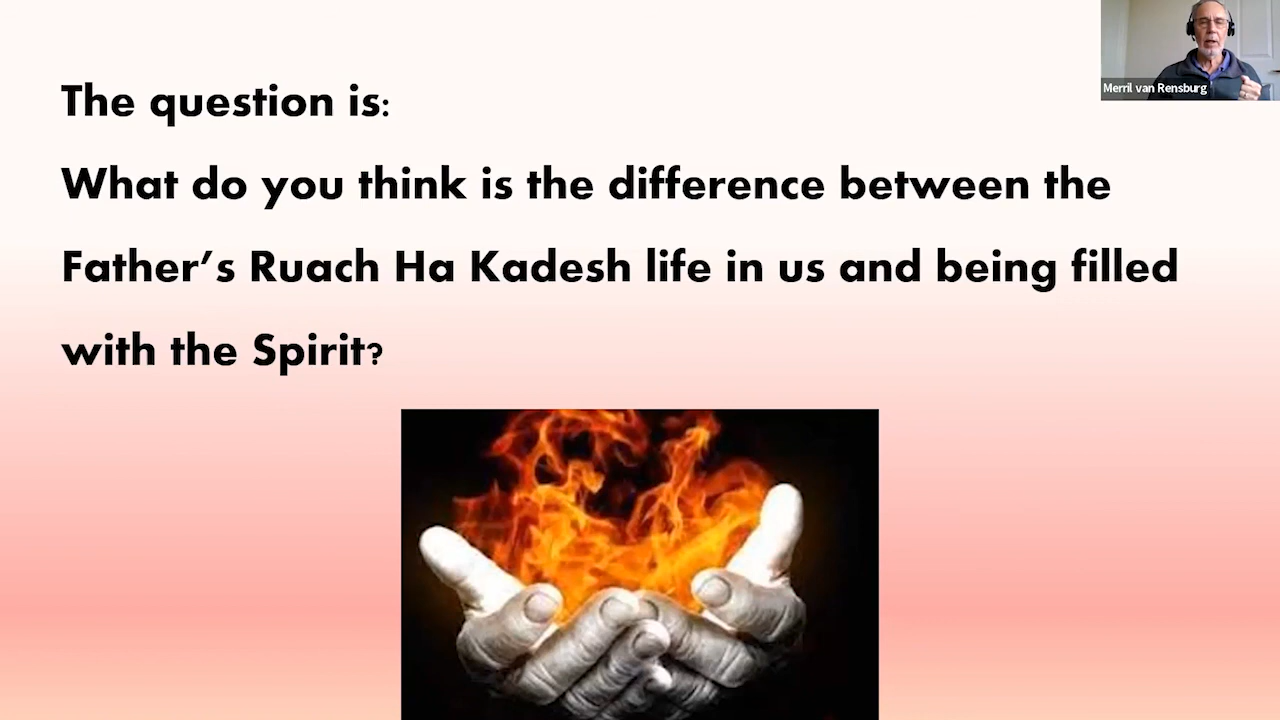 Merril van Rensburg
The question is:
What do you think is the difference between the
Father’s Ruach Ha Kadesh life in us and being filled
with the Spirit?